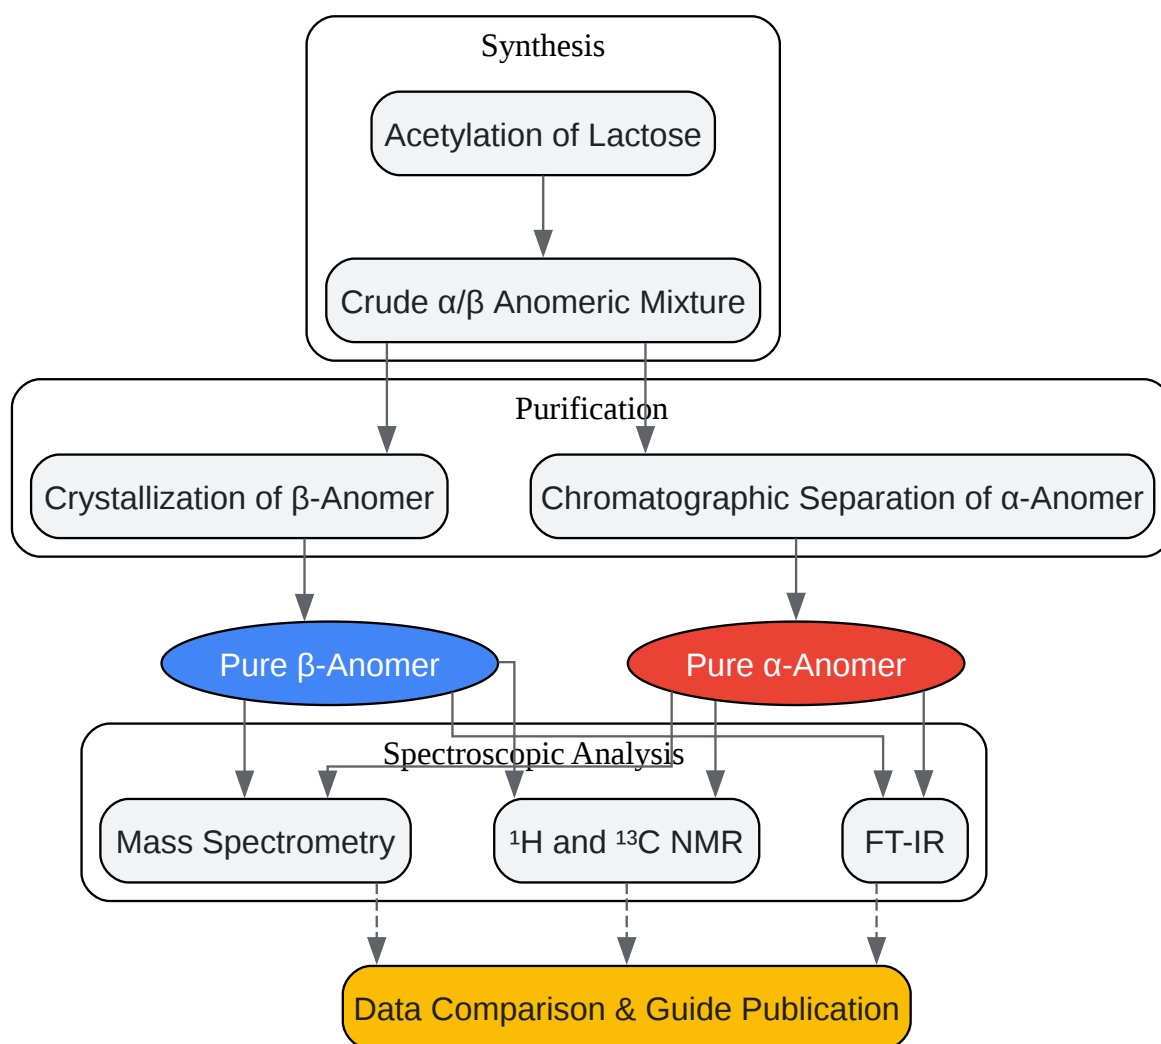 Synthesis
Acetylation of Lactose
Crude α/β Anomeric Mixture
Purification
Crystallization of β-Anomer
Chromatographic Separation of α-Anomer
Pure β-Anomer
Pure α-Anomer
Spectroscopic Analysis
Mass Spectrometry
¹H and ¹³C NMR
FT-IR
Data Comparison & Guide Publication